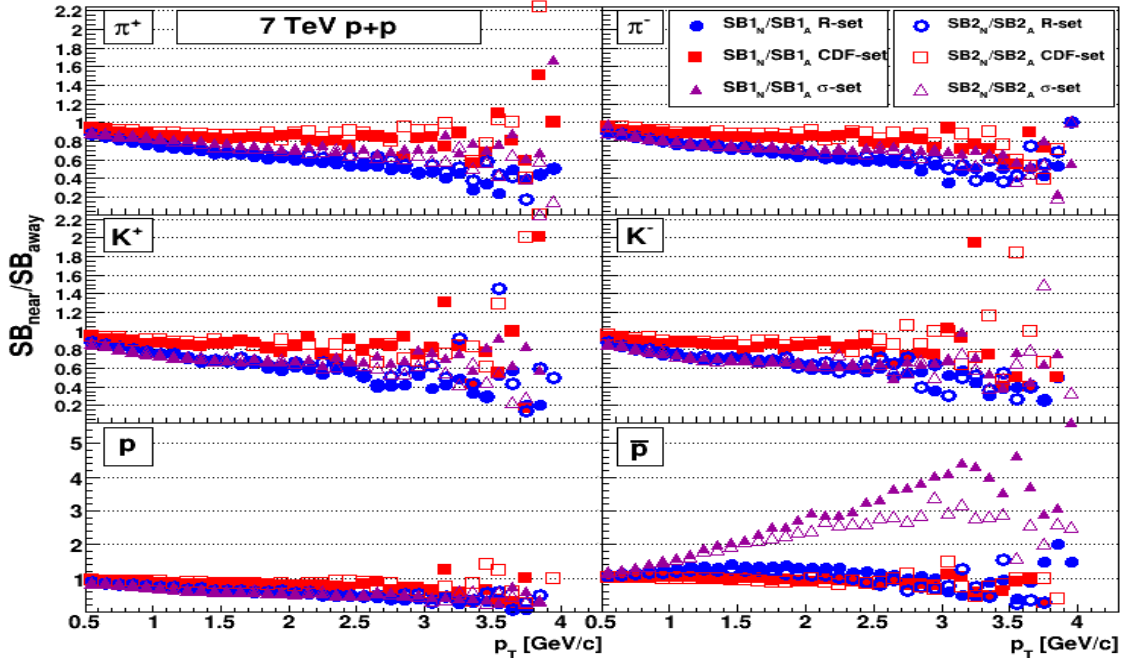 π+
7 TeV p+p
π-
SB1N/SB1A R-set
SB1N/SB1A CDF-set
SB1N/SB1A σ-set
SB2N/SB2A R-set
SB2N/SB2A CDF-set
SB2N/SB2A σ-set
2.2
2
1.8
1.6
1.4
1.2
1
0.8
0.6
0.4
0.2
K+
K-
2.2
2
1.8
1.6
1.4
1.2
1
0.8
0.6
0.4
0.2
SBnear/SBaway
p
p̅
5
4
3
2
1
0.5 1 1.5 2 2.5 3 3.5 4
0.5 1 1.5 2 2.5 3 3.5 4
pT [GeV/c]
pT [GeV/c]